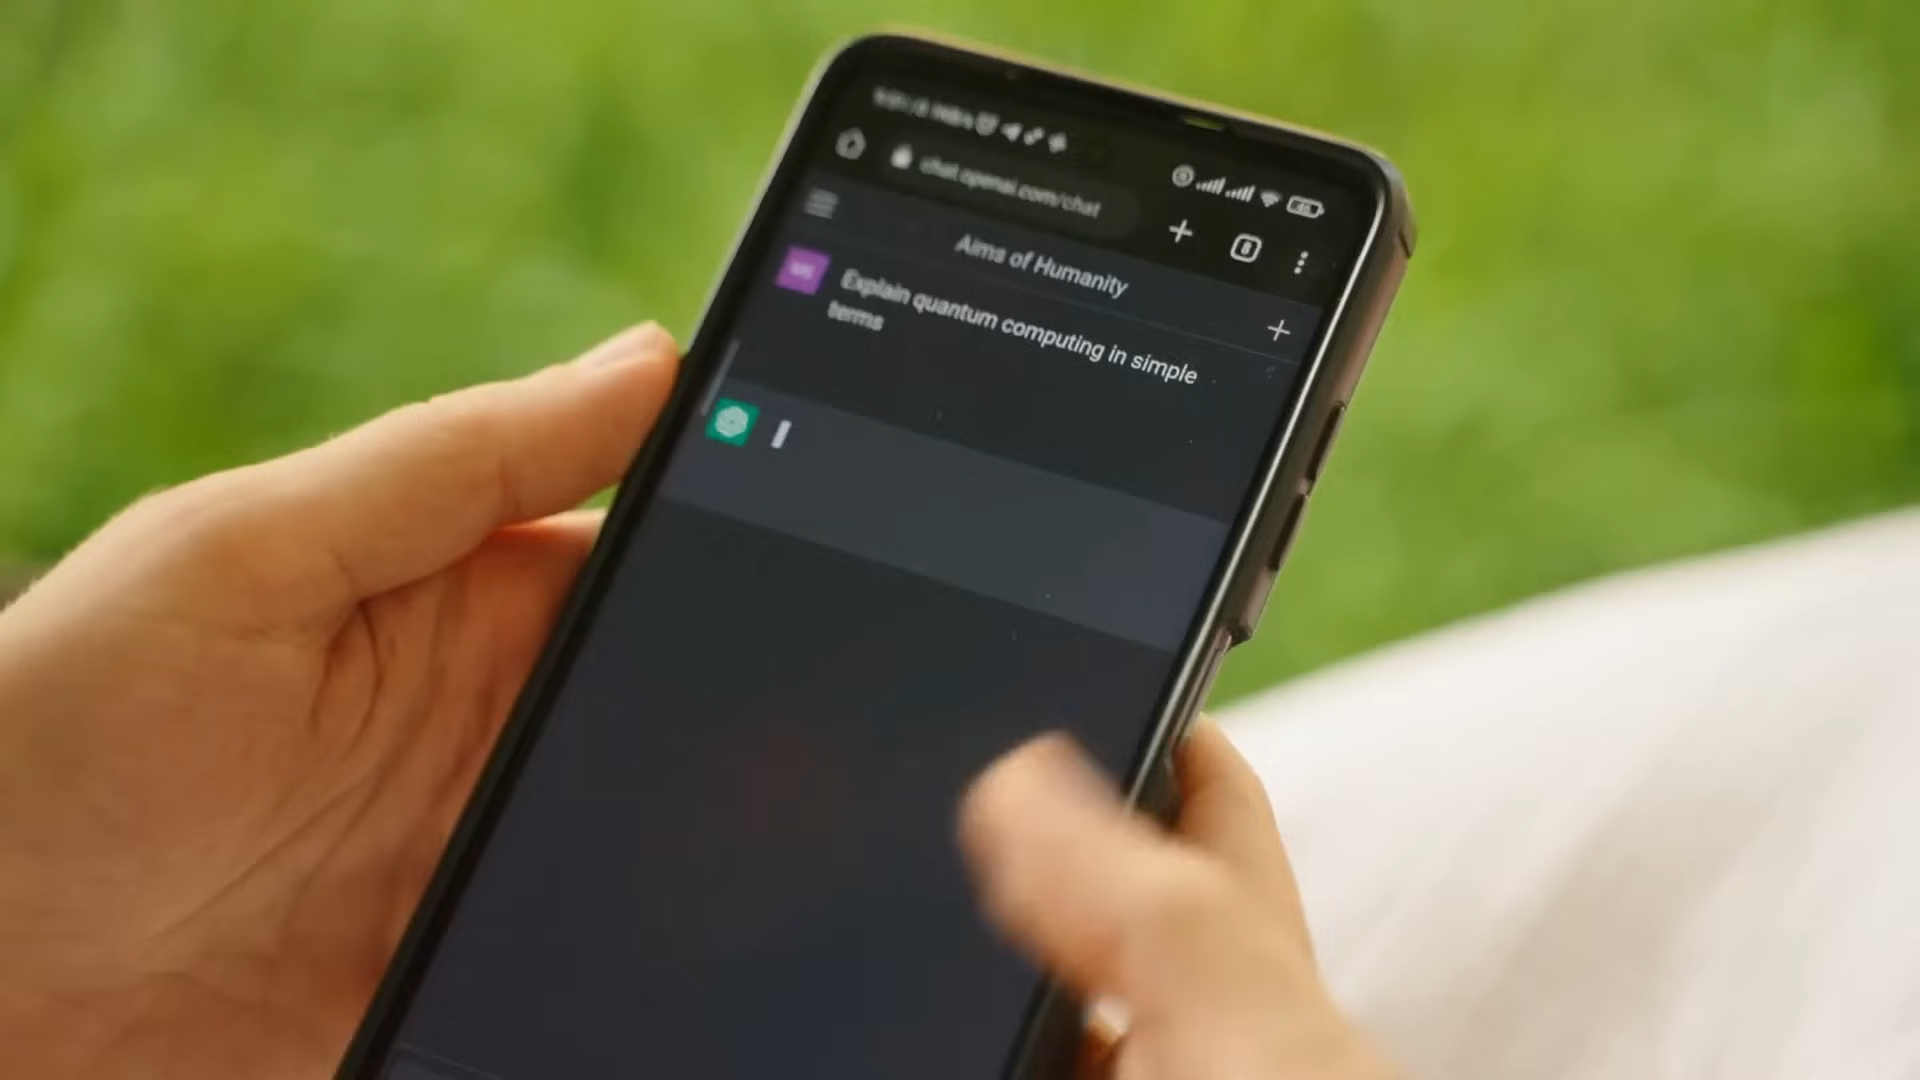 chat.openai.com/chat
Aims of Humanity
Explain quantum computing in simple
terms